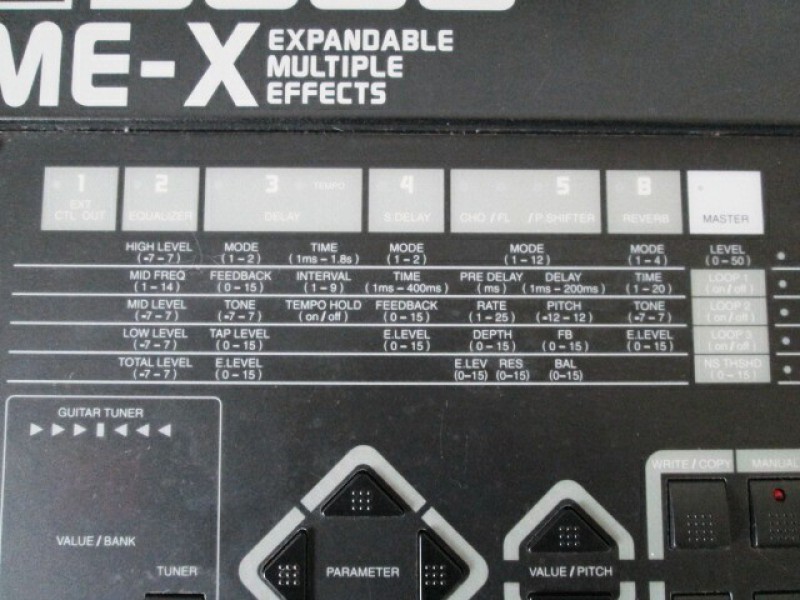 ME-X EXPANDABLE
MULTIPLE
EFFECTS
1 2 3 TEMPO 4 5 8
EXT
CTL OUT EQUALIZER DELAY S.DELAY CHO / FL / P.SHIFTER REVERB MASTER
HIGH LEVEL MODE TIME MODE MODE MODE LEVEL
(-7 – 7) (1 – 2) (1ms – 1.8s) (1 – 2) (1 – 12) (1 – 4) (0 – 50)
MID FREQ FEEDBACK INTERVAL TIME PRE DELAY DELAY TIME LOOP 1
(1 – 14) (0 – 15) (1 – 9) (1ms – 400ms) (ms) (1ms – 200ms) (1 – 20) (on / off)
MID LEVEL TONE TEMPO HOLD FEEDBACK RATE PITCH TONE LOOP 2
(-7 – 7) (-7 – 7) (on / off) (0 – 15) (1 – 25) (-12 – 12) (-7 – 7) (on / off)
LOW LEVEL TAP LEVEL E.LEVEL DEPTH FB E.LEVEL LOOP 3
(-7 – 7) (0 – 15) (0 – 15) (0 – 15) (0 – 15) (0 – 15) (on / off)
TOTAL LEVEL E.LEVEL E.LEV RES BAL NS THSHD
(-7 – 7) (0 – 15) (0–15) (0–15) (0–15) (0 – 15)
GUITAR TUNER
WRITE / COPY MANUAL
VALUE / BANK
TUNER PARAMETER VALUE / PITCH